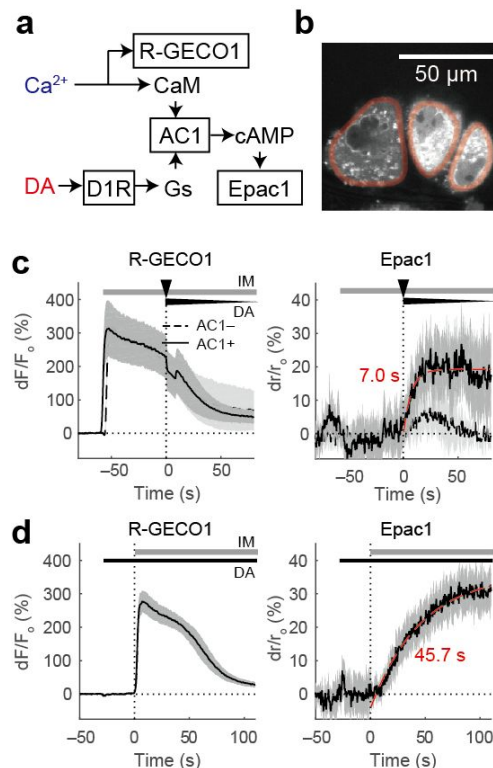 a
R-GECO1
Ca²⁺
CaM
AC1
cAMP
DA
D1R
Gs
Epac1
b
50 µm
c
R-GECO1
IM
DA
AC1–
AC1+
dF/Fo (%)
400
300
200
100
0
–50
0
50
Time (s)
Epac1
7.0 s
dr/ro (%)
40
30
20
10
0
–50
0
50
Time (s)
d
R-GECO1
IM
DA
dF/Fo (%)
400
300
200
100
0
–50
0
50
100
Time (s)
Epac1
45.7 s
dr/ro (%)
40
30
20
10
0
–50
0
50
100
Time (s)